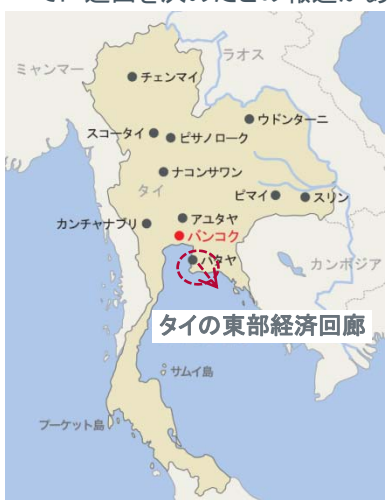 ラオス
ミャンマー
チェンマイ
ウドンターニ
スコータイ
ピサノローク
ナコンサワン
タイ
ピマイ
スリン
カンチャナブリ
アユタヤ
バンコク
パタヤ
カンボジア
タイの東部経済回廊
サムイ島
プーケット島